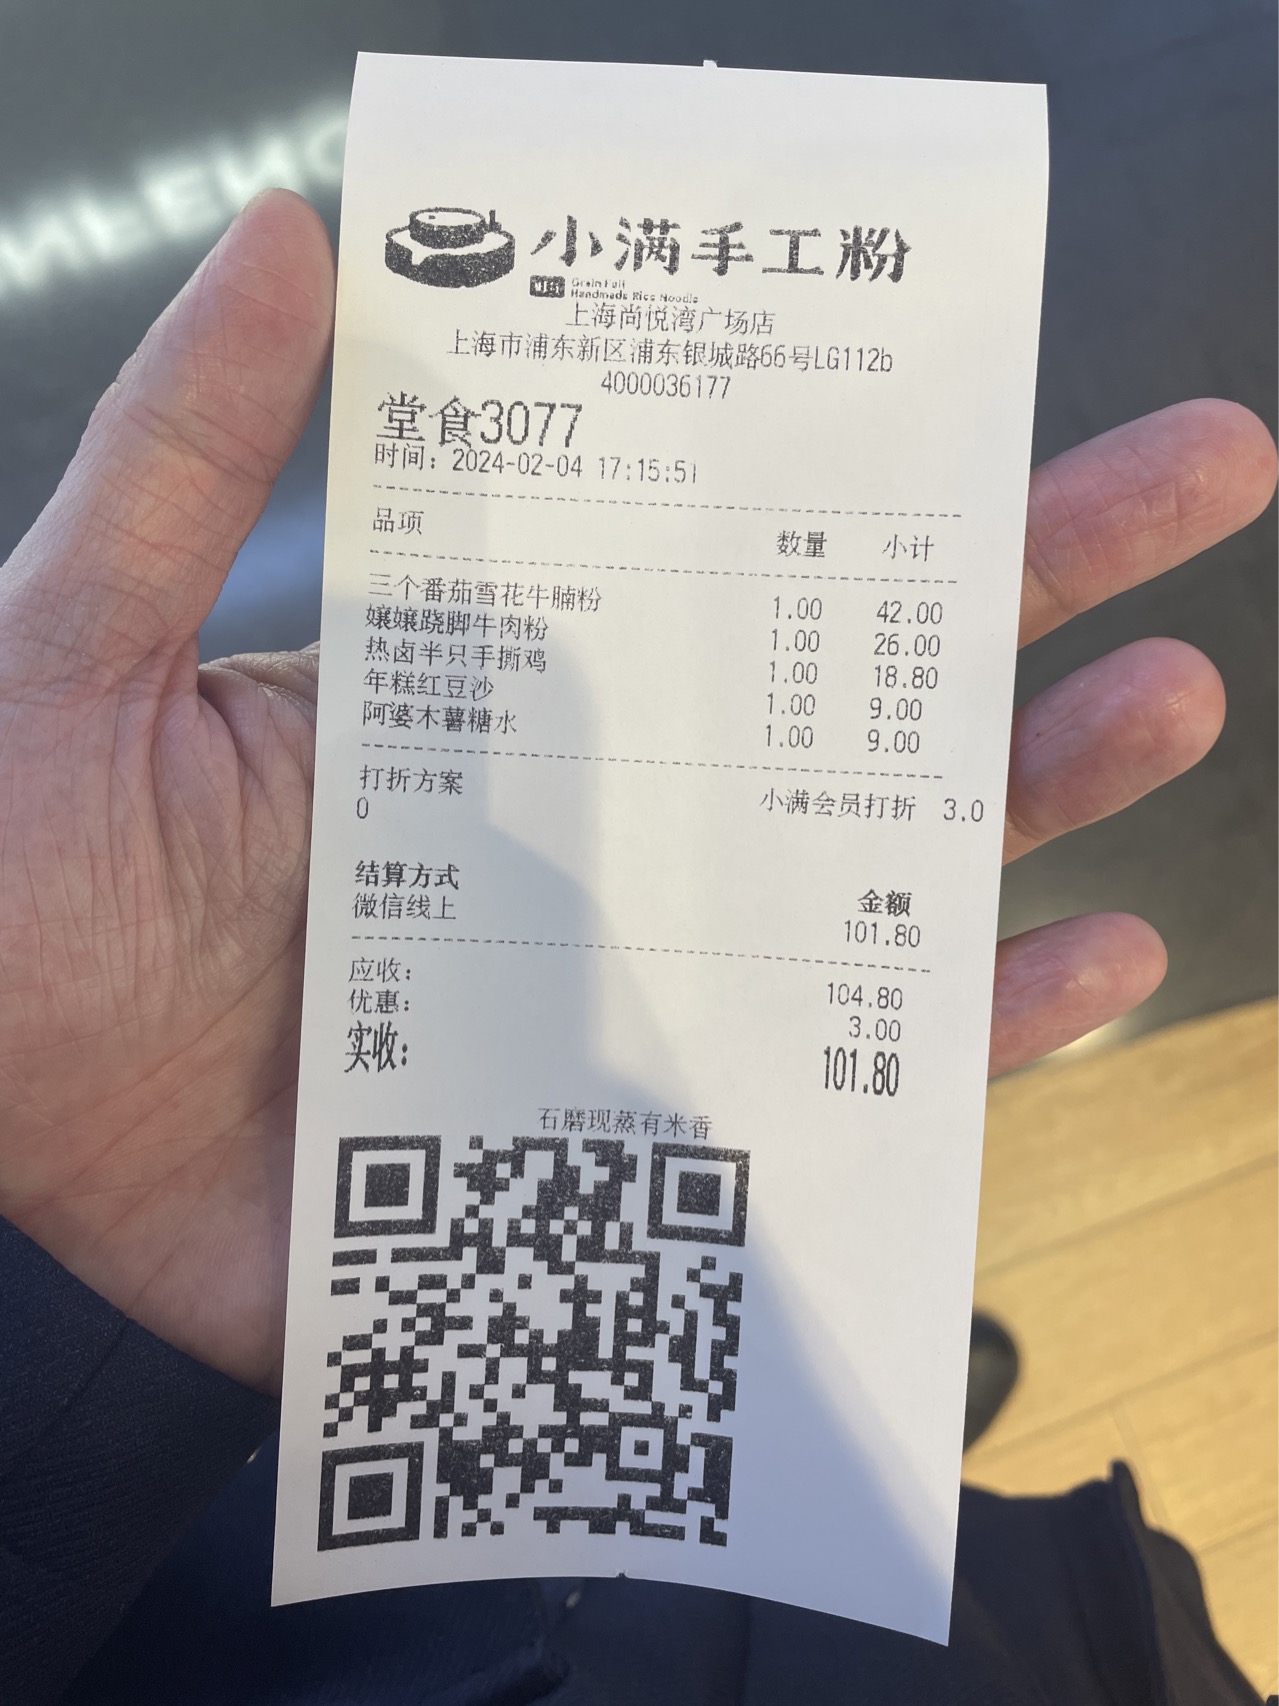 小满手工粉
Grain Full
Handmade Rice Noodle
上海尚悦湾广场店
上海市浦东新区浦东银城路66号LG112b
4000036177
堂食3077
时间：2024-02-04 17:15:51
品项 数量 小计
三个番茄雪花牛腩粉 1.00 42.00
嬢嬢跷脚牛肉粉 1.00 26.00
热卤半只手撕鸡 1.00 18.80
年糕红豆沙 1.00 9.00
阿婆木薯糖水 1.00 9.00
打折方案 小满会员打折 3.0
0
结算方式 金额
微信线上 101.80
应收： 104.80
优惠： 3.00
实收： 101.80
石磨现蒸有米香